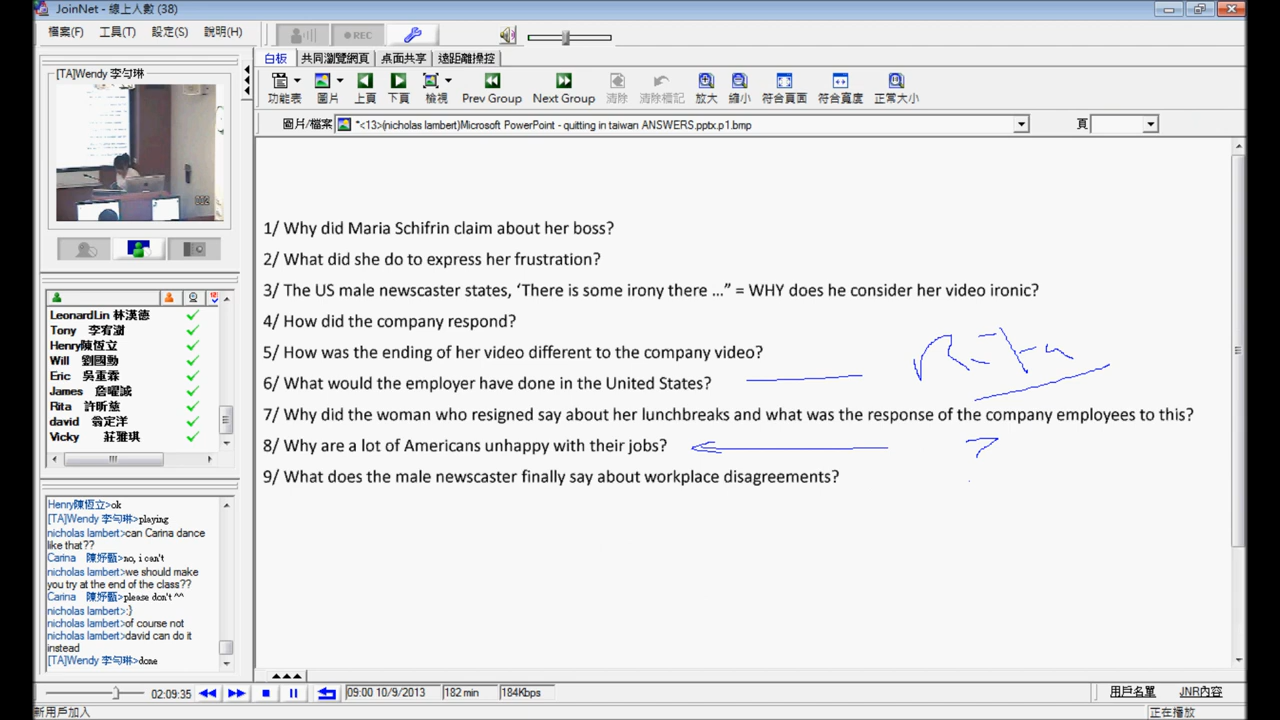 JoinNet - 線上人數 (38)
檔案(F) 工具(T) 設定(S) 說明(H)
REC
白板 共同瀏覽網頁 桌面共享 遠距離操控
功能表 圖片 上頁 下頁 檢視 Prev Group Next Group 清除 清除標記 放大 縮小 符合頁面 符合寬度 正常大小
圖片/檔案 *<13>(nicholas lambert)Microsoft PowerPoint - quitting in taiwan ANSWERS.pptx.p1.bmp 頁
[TA]Wendy 李勻琳
LeonardLin 林漢德
Tony 李宥澍
Henry陳恆立
Will 劉國勳
Eric 吳重霖
James 詹曜誠
Rita 許昕慈
david 翁定洋
Vicky 莊雅琪
Henry陳恆立>ok
[TA]Wendy 李勻琳>playing
nicholas lambert>can Carina dance
like that??
Carina 陳妤甄>no, i can't
nicholas lambert>we should make
you try at the end of the class??
Carina 陳妤甄>please don't ^^
nicholas lambert>:}
nicholas lambert>of course not
nicholas lambert>david can do it
instead
[TA]Wendy 李勻琳>done
1/ Why did Maria Schifrin claim about her boss?
2/ What did she do to express her frustration?
3/ The US male newscaster states, ‘There is some irony there …” = WHY does he consider her video ironic?
4/ How did the company respond?
5/ How was the ending of her video different to the company video?
Rita
6/ What would the employer have done in the United States?
7/ Why did the woman who resigned say about her lunchbreaks and what was the response of the company employees to this?
8/ Why are a lot of Americans unhappy with their jobs?
9/ What does the male newscaster finally say about workplace disagreements?
02:09:35 09:00 10/9/2013 182 min 184Kbps 用戶名單 JNR內容
新用戶加入 正在播放